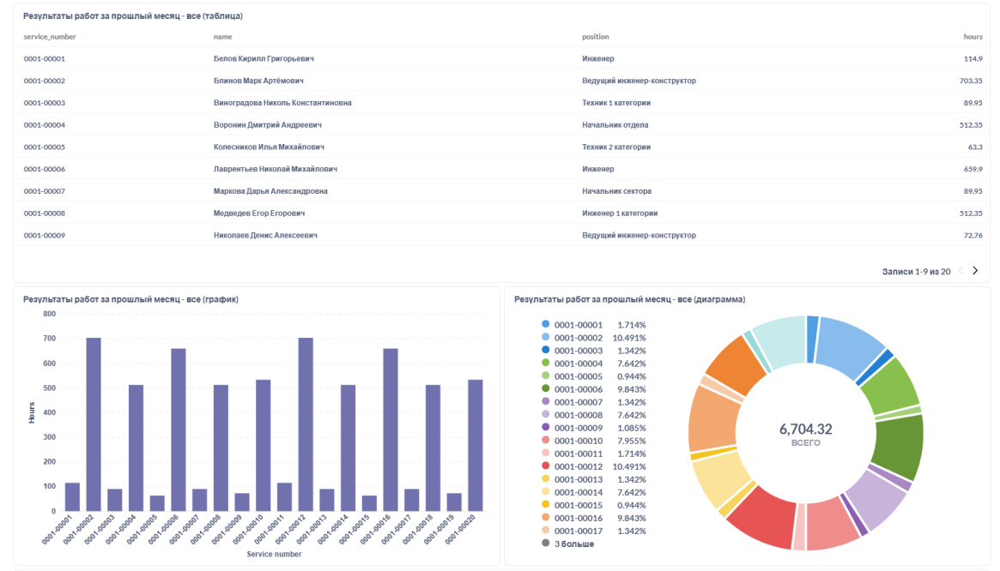 Результаты работ за прошлый месяц - все (таблица)
service_number name position hours
0001-00001 Белов Кирилл Григорьевич Инженер 114.9
0001-00002 Блинов Марк Артёмович Ведущий инженер-конструктор 703.35
0001-00003 Виноградова Николь Константиновна Техник 1 категории 89.95
0001-00004 Воронин Дмитрий Андреевич Начальник отдела 512.35
0001-00005 Колесников Илья Михайлович Техник 2 категории 63.3
0001-00006 Лаврентьев Николай Михайлович Инженер 659.9
0001-00007 Маркова Дарья Александровна Начальник сектора 89.95
0001-00008 Медведев Егор Егорович Инженер 1 категории 512.35
0001-00009 Николаев Денис Алексеевич Ведущий инженер-конструктор 72.76
Записи 1-9 из 20
Результаты работ за прошлый месяц - все (график)
800
700
600
500
400
300
200
100
0
Hours
0001-00001 0001-00002 0001-00003 0001-00004 0001-00005 0001-00006 0001-00007 0001-00008 0001-00009 0001-00010 0001-00011 0001-00012 0001-00013 0001-00014 0001-00015 0001-00016 0001-00017 0001-00018 0001-00019 0001-00020
Service number
Результаты работ за прошлый месяц - все (диаграмма)
0001-00001 1.714%
0001-00002 10.491%
0001-00003 1.342%
0001-00004 7.642%
0001-00005 0.944%
0001-00006 9.843%
0001-00007 1.342%
0001-00008 7.642%
0001-00009 1.085%
0001-00010 7.955%
0001-00011 1.714%
0001-00012 10.491%
0001-00013 1.342%
0001-00014 7.642%
0001-00015 0.944%
0001-00016 9.843%
0001-00017 1.342%
3 больше
6,704.32
ВСЕГО